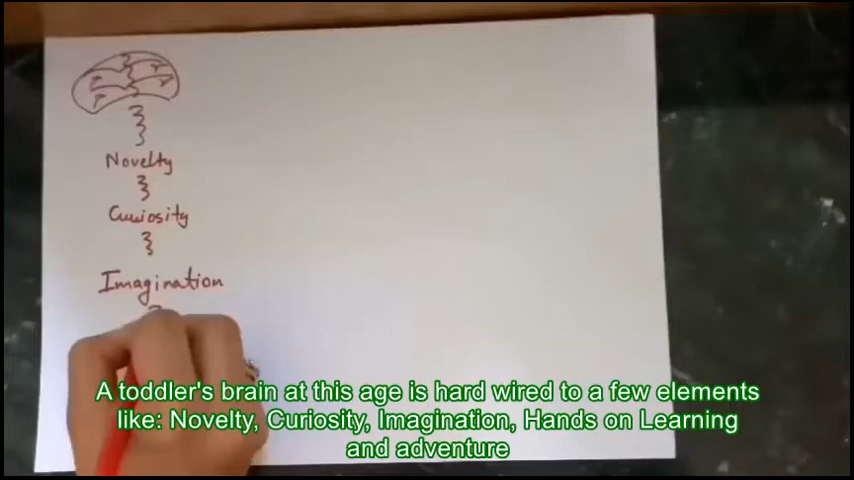 Novelty
Curiosity
Imagination
A toddler's brain at this age is hard wired to a few elements
like: Novelty, Curiosity, Imagination, Hands on Learning
and adventure